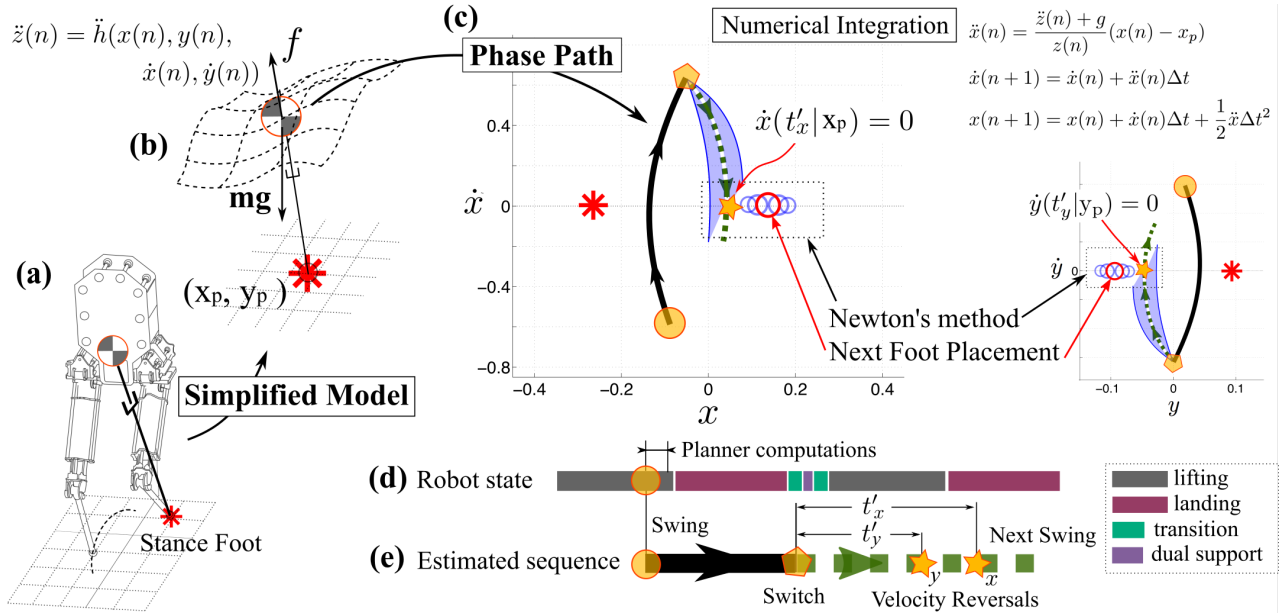 z̈(n) = ḧ(x(n), y(n),
ẋ(n), ẏ(n))
f
(b)
mg
(a)
(xₚ, yₚ)
Simplified Model
Stance Foot
(c)
Phase Path
Numerical Integration
ẍ(n) = (z̈(n) + g)/z(n) (x(n) − xₚ)
ẋ(n + 1) = ẋ(n) + ẍ(n)Δt
x(n + 1) = x(n) + ẋ(n)Δt + 1/2 ẍΔt²
ẋ(t′ₓ|xₚ) = 0
0.4
0
−0.4
−0.8
ẋ
−0.4
−0.2
0
0.2
0.4
x
Newton's method
Next Foot Placement
ẏ(t′y|yₚ) = 0
ẏ
0
−0.1
0
0.1
y
Planner computations
(d) Robot state
Swing
t′ₓ
t′y
Next Swing
(e) Estimated sequence
y
x
Switch
Velocity Reversals
lifting
landing
transition
dual support